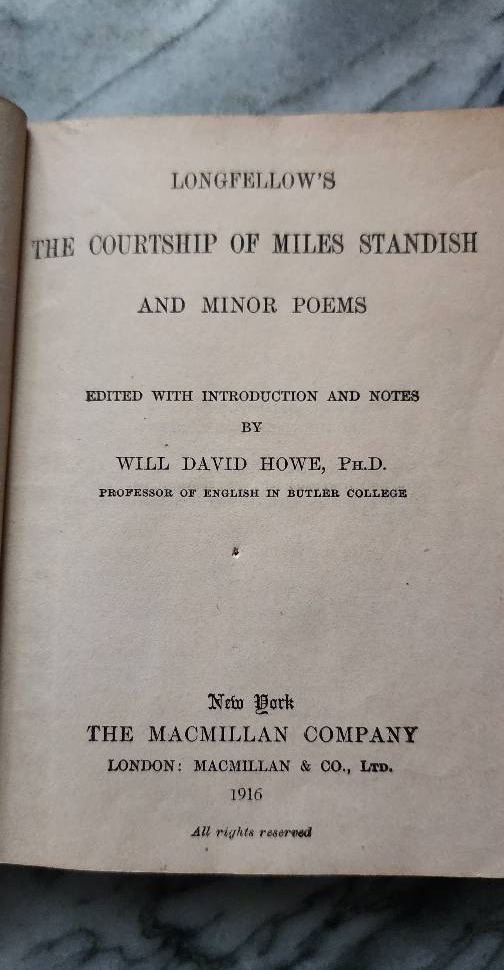 LONGFELLOW'S
THE COURTSHIP OF MILES STANDISH
AND MINOR POEMS
EDITED WITH INTRODUCTION AND NOTES
BY
WILL DAVID HOWE, PH.D.
PROFESSOR OF ENGLISH IN BUTLER COLLEGE
New York
THE MACMILLAN COMPANY
LONDON: MACMILLAN & CO., LTD.
1916
All rights reserved